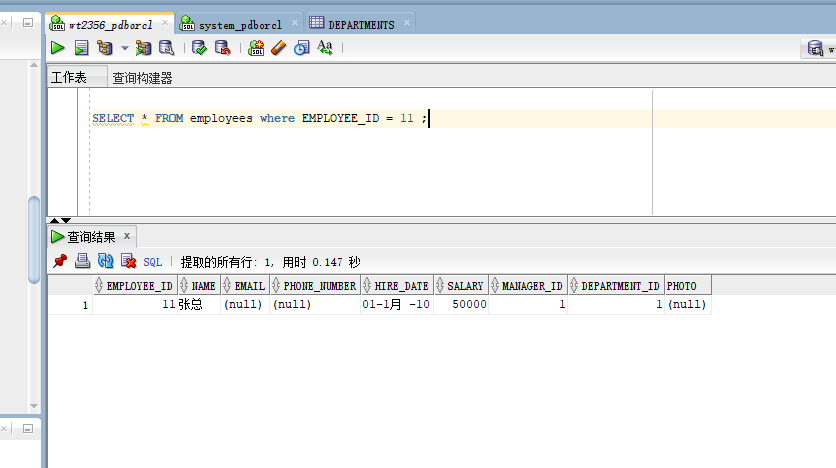 wt2356_pdborcl system_pdborcl DEPARTMENTS
工作表 查询构建器
SELECT * FROM employees where EMPLOYEE_ID = 11 ;
查询结果 x
SQL | 提取的所有行: 1, 用时 0.147 秒
EMPLOYEE_ID NAME EMAIL PHONE_NUMBER HIRE_DATE SALARY MANAGER_ID DEPARTMENT_ID PHOTO
1 11 张总 (null) (null) 01-1月 -10 50000 1 1 (null)